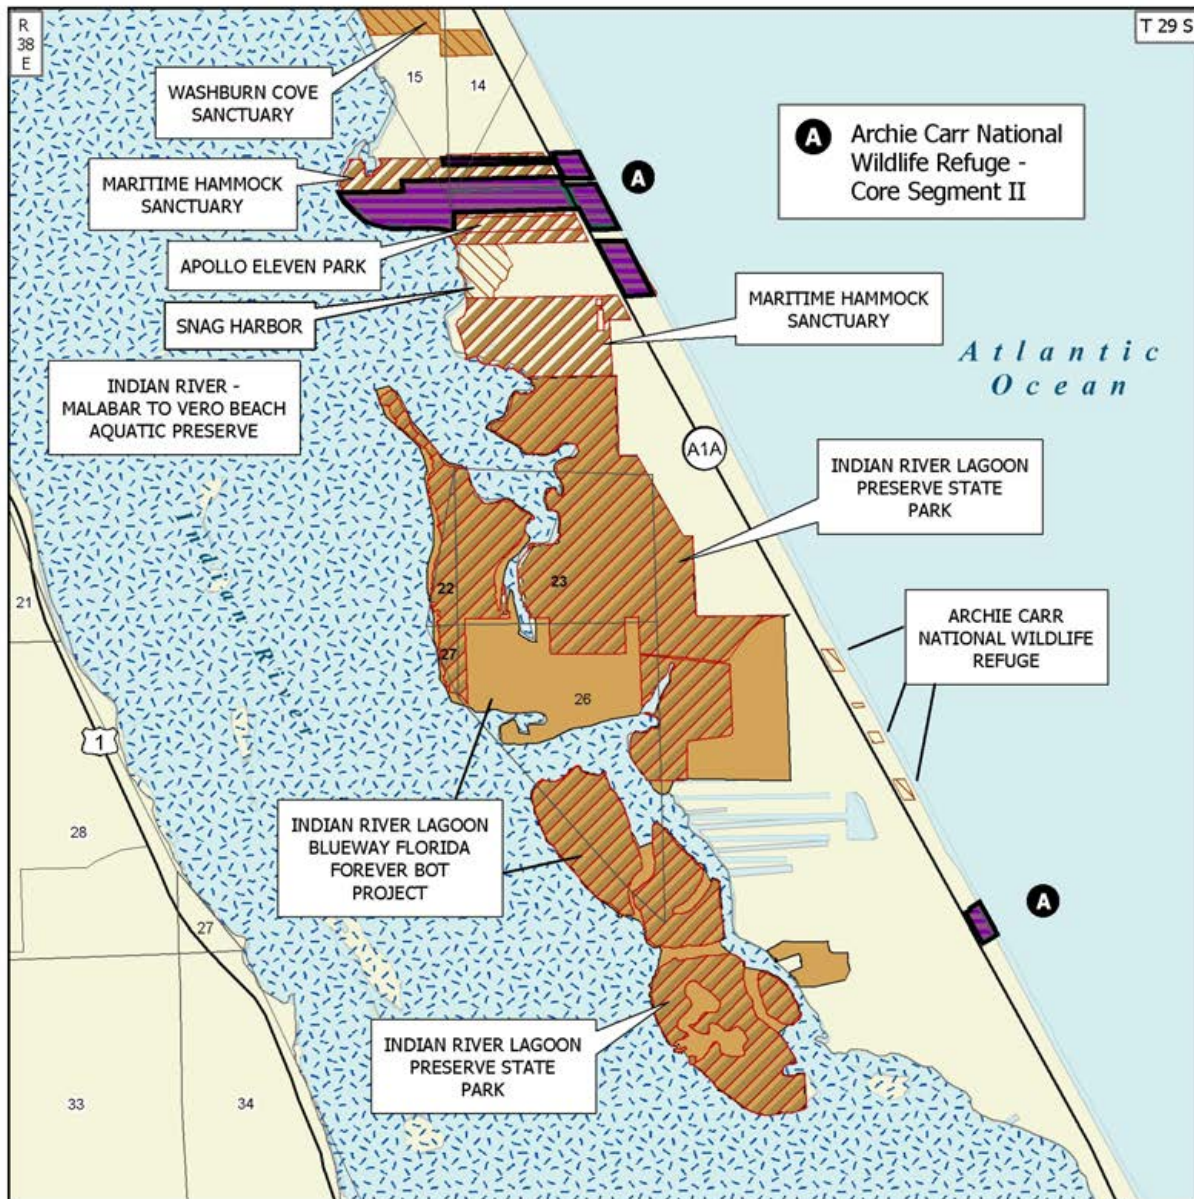 R
38
E
T 29 S
15
14
WASHBURN COVE
SANCTUARY
A
Archie Carr National
Wildlife Refuge -
Core Segment II
MARITIME HAMMOCK
SANCTUARY
A
APOLLO ELEVEN PARK
SNAG HARBOR
MARITIME HAMMOCK
SANCTUARY
Atlantic
Ocean
INDIAN RIVER -
MALABAR TO VERO BEACH
AQUATIC PRESERVE
A1A
INDIAN RIVER LAGOON
PRESERVE STATE
PARK
Indian River
22
23
21
ARCHIE CARR
NATIONAL WILDLIFE
REFUGE
27
26
1
28
INDIAN RIVER LAGOON
BLUEWAY FLORIDA
FOREVER BOT
PROJECT
A
27
INDIAN RIVER LAGOON
PRESERVE STATE
PARK
33
34